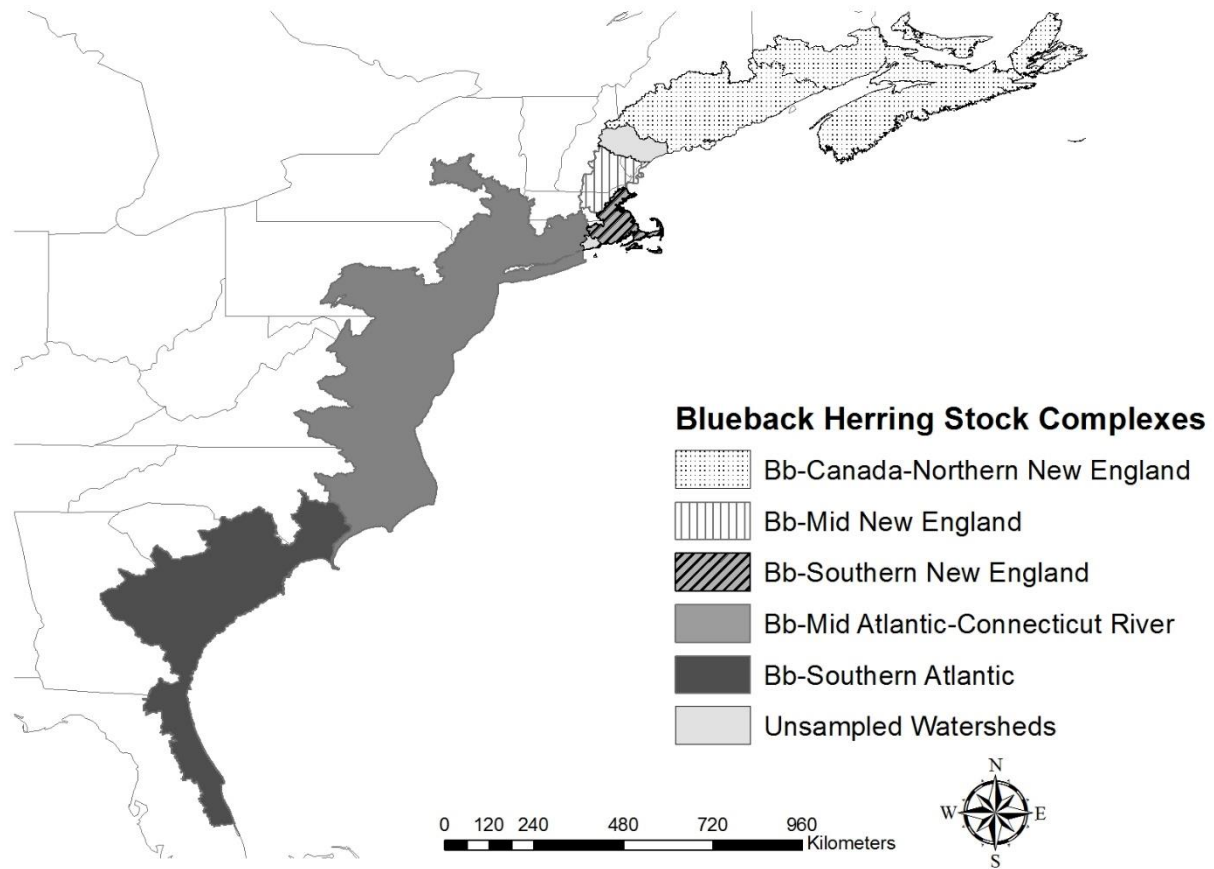 Blueback Herring Stock Complexes
Bb-Canada-Northern New England
Bb-Mid New England
Bb-Southern New England
Bb-Mid Atlantic-Connecticut River
Bb-Southern Atlantic
Unsampled Watersheds
N
W E
S
0 120 240 480 720 960
Kilometers